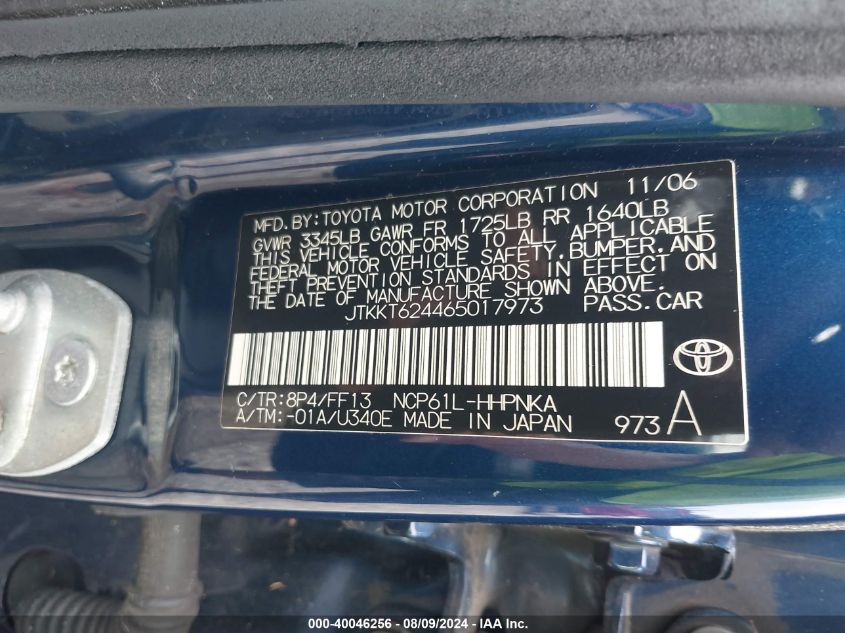 MFD. BY: TOYOTA MOTOR CORPORATION 11/06
GVWR 3345LB GAWR FR 1725LB RR 1640LB
THIS VEHICLE CONFORMS TO ALL APPLICABLE
FEDERAL MOTOR VEHICLE SAFETY, BUMPER, AND
THEFT PREVENTION STANDARDS IN EFFECT ON
THE DATE OF MANUFACTURE SHOWN ABOVE.
JTKKT624465017973 PASS. CAR
C/TR: 8P4/FF13 NCP61L-HHPNKA
A/TM: -01A/U340E MADE IN JAPAN 973 A
000-40046256 - 08/09/2024 - IAA Inc.